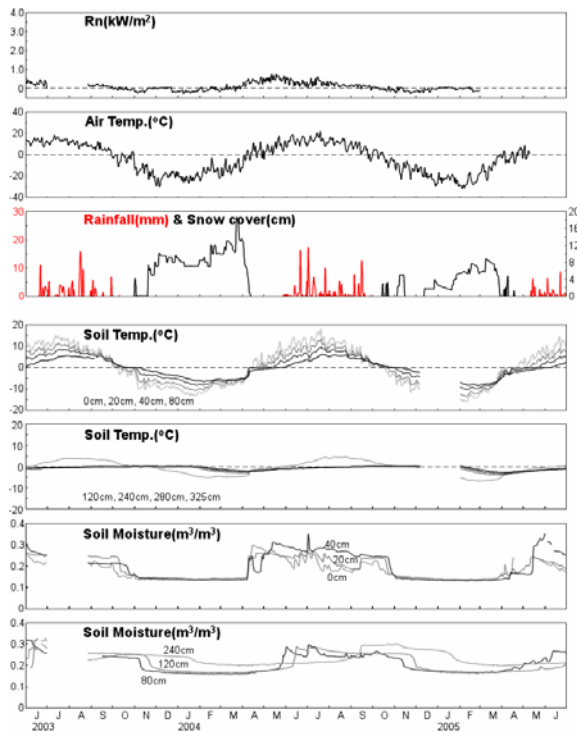 Rn(kW/m²)
4.0
3.0
2.0
1.0
0
Air Temp.(°C)
40
20
0
-20
-40
Rainfall(mm) & Snow cover(cm)
30
20
10
0
20
16
12
8
4
0
Soil Temp.(°C)
20
10
0
-10
-20
0cm, 20cm, 40cm, 80cm
Soil Temp.(°C)
20
10
0
-10
-20
120cm, 240cm, 280cm, 325cm
Soil Moisture(m³/m³)
0.4
0.3
0.2
0.1
0
40cm
20cm
0cm
Soil Moisture(m³/m³)
0.4
0.3
0.2
0.1
0
240cm
120cm
80cm
J J A S O N D J F M A M J J A S O N D J F M A M J
2003 2004 2005